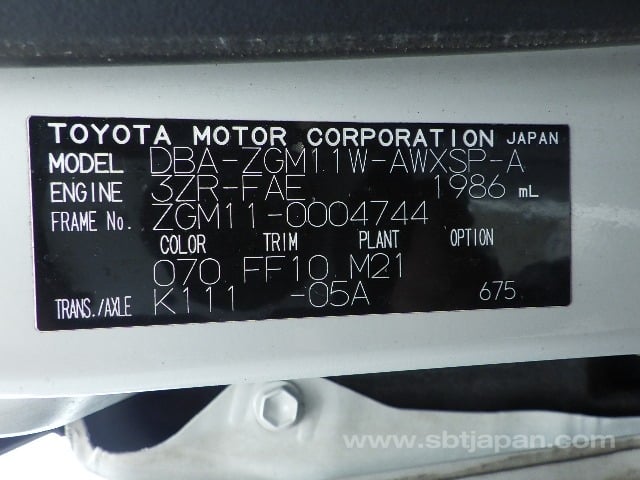 TOYOTA MOTOR CORPORATION JAPAN
MODEL DBA-ZGM11W-AWXSP-A
ENGINE 3ZR-FAE 1986 mL
FRAME No. ZGM11-0004744
COLOR TRIM PLANT OPTION
070 FF10 M21
TRANS./AXLE K111 -05A 675
www.sbtjapan.com